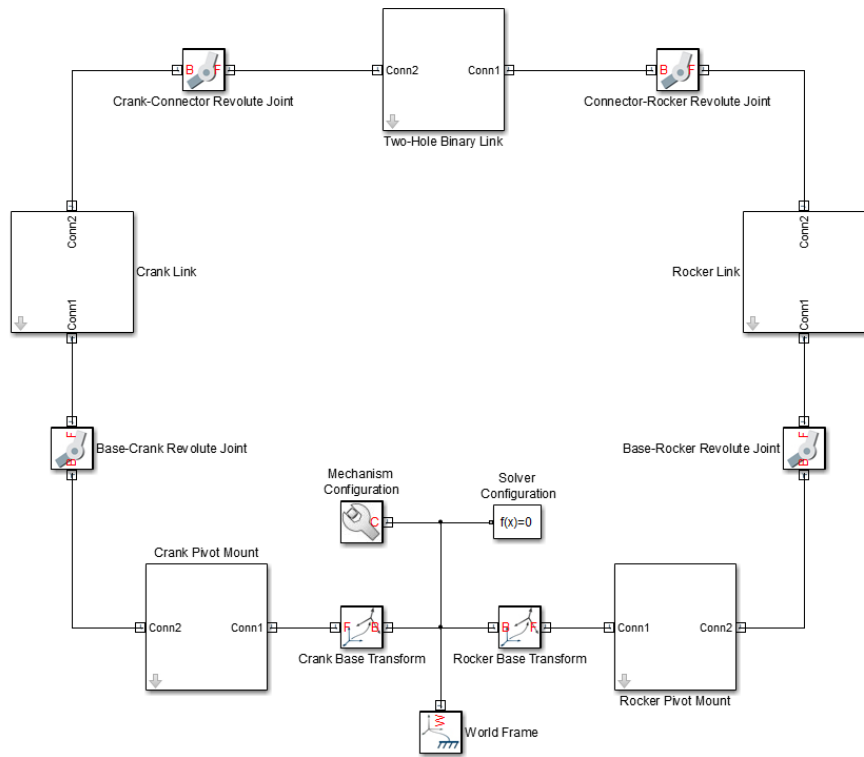 B F
Conn2 Conn1
B F
Crank-Connector Revolute Joint
Connector-Rocker Revolute Joint
Two-Hole Binary Link
Conn2
Crank Link
Conn1
Conn2
Rocker Link
Conn1
F
B
Base-Crank Revolute Joint
Base-Rocker Revolute Joint
F
B
Mechanism
Configuration
C
Solver
Configuration
f(x)=0
Crank Pivot Mount
Conn2 Conn1
F B
Crank Base Transform
B F
Rocker Base Transform
Conn1 Conn2
Rocker Pivot Mount
W
World Frame